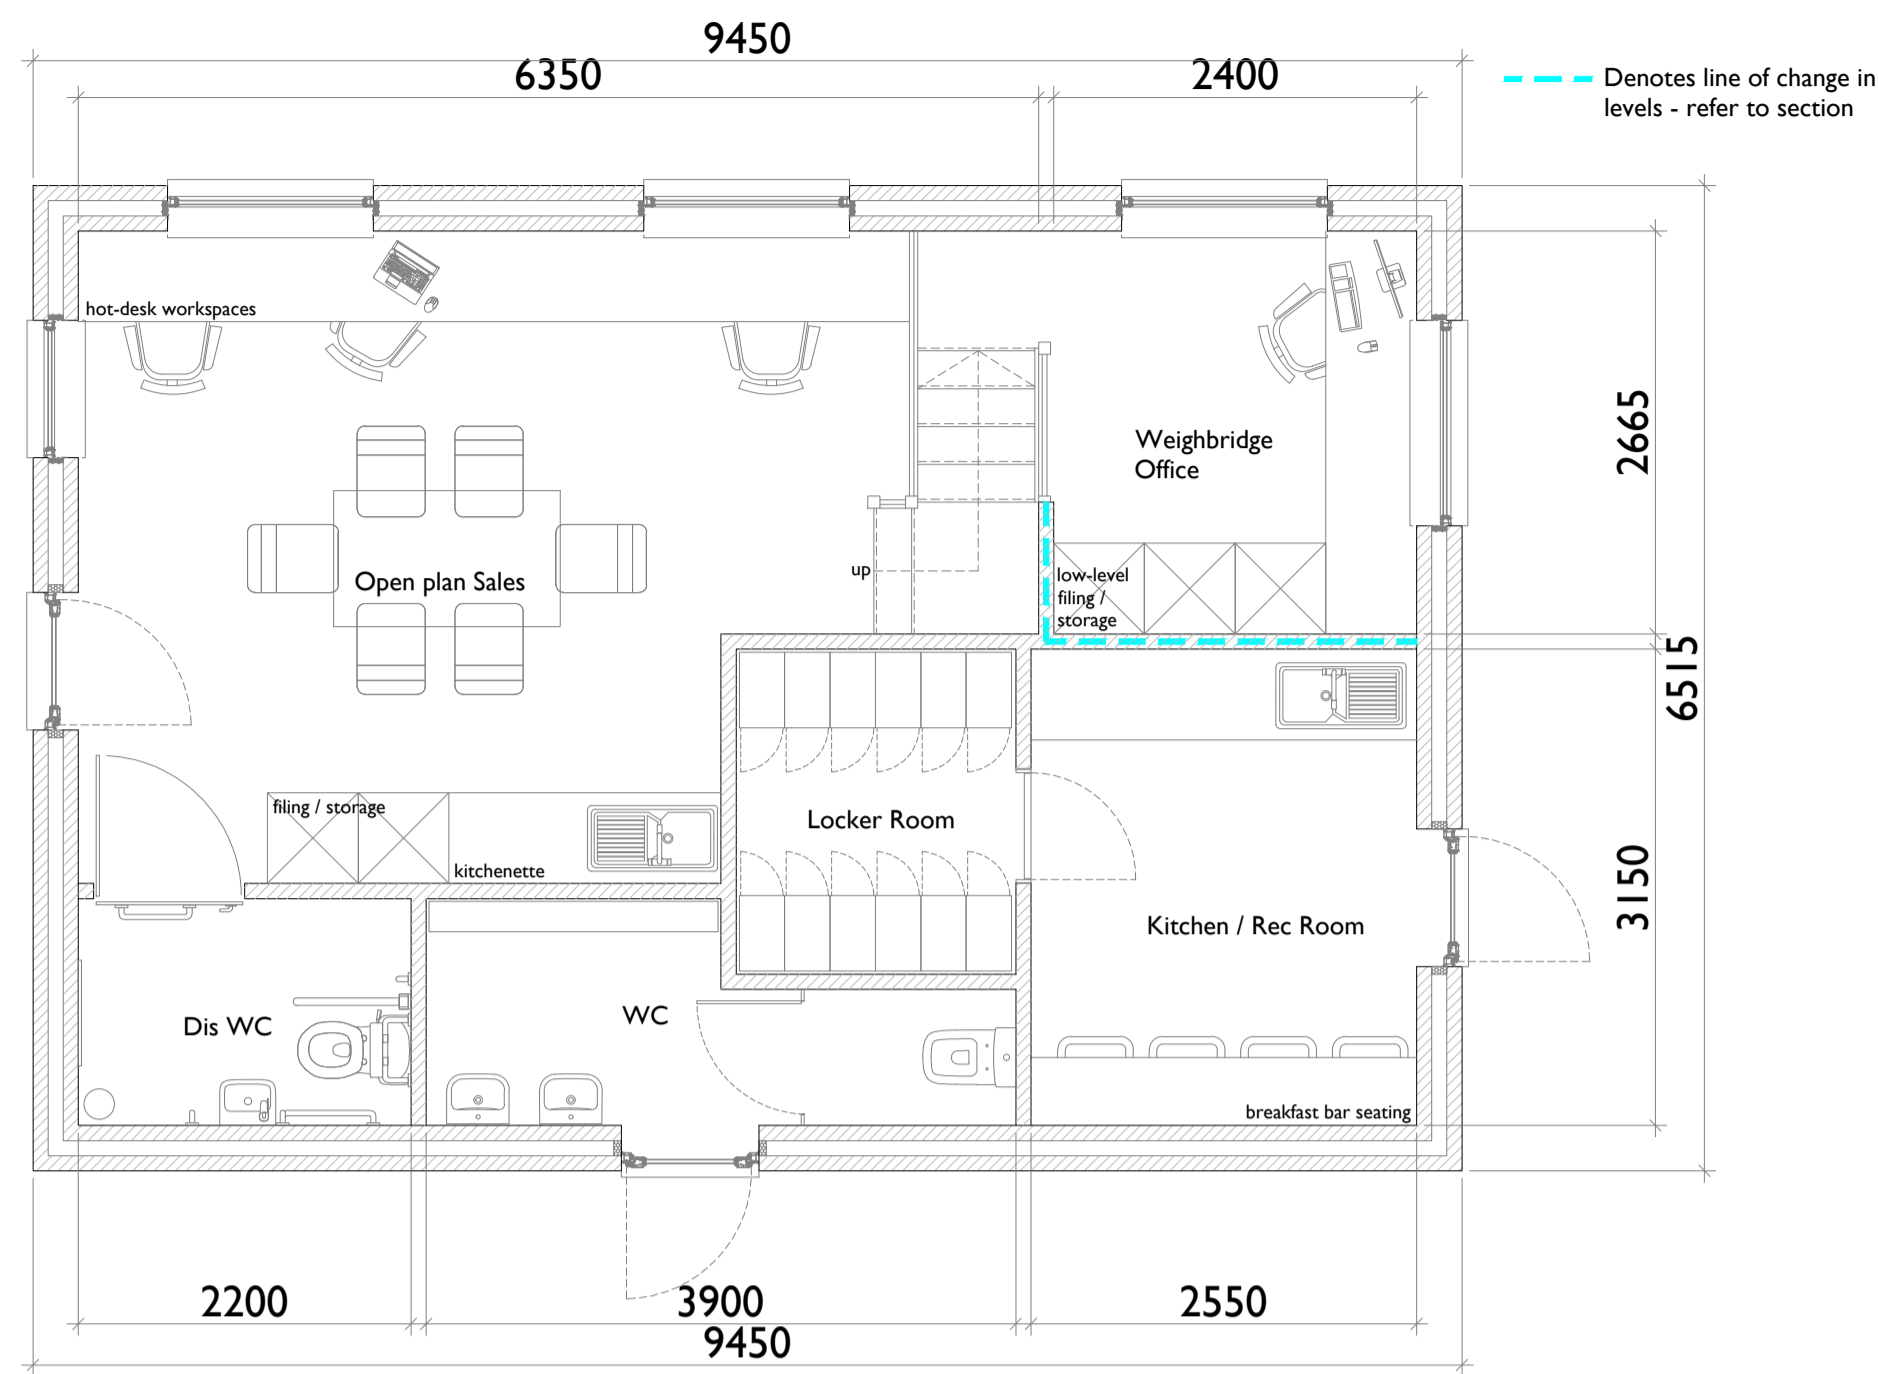 9450
6350
2400
Denotes line of change in
levels - refer to section
hot-desk workspaces
Weighbridge
Office
2665
up
low-level
filing /
storage
Open plan Sales
6515
filing / storage
Locker Room
kitchenette
3150
Kitchen / Rec Room
Dis WC
WC
breakfast bar seating
2200
3900
2550
9450